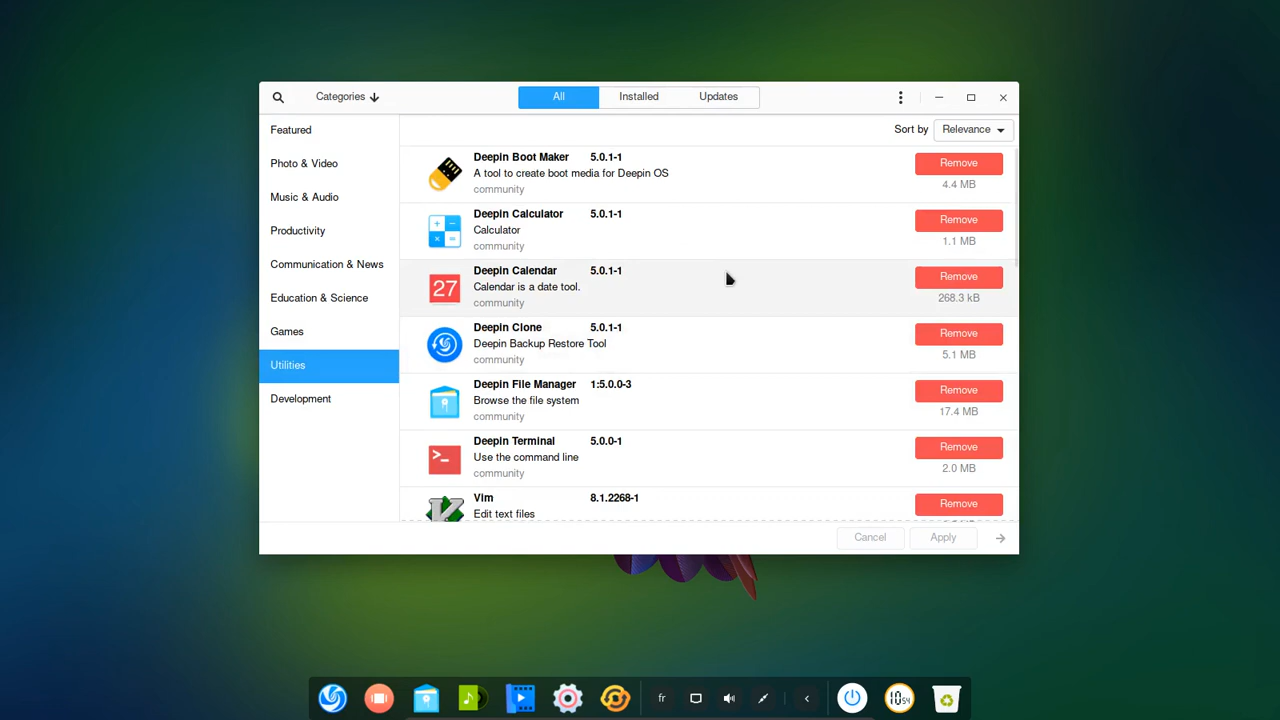 Categories
All
Installed
Updates
Featured
Photo & Video
Music & Audio
Productivity
Communication & News
Education & Science
Games
Utilities
Development
Sort by
Relevance
Deepin Boot Maker 5.0.1-1
A tool to create boot media for Deepin OS
community
Remove
4.4 MB
Deepin Calculator 5.0.1-1
Calculator
community
Remove
1.1 MB
27
Deepin Calendar 5.0.1-1
Calendar is a date tool.
community
Remove
268.3 kB
Deepin Clone 5.0.1-1
Deepin Backup Restore Tool
community
Remove
5.1 MB
Deepin File Manager 1:5.0.0-3
Browse the file system
community
Remove
17.4 MB
Deepin Terminal 5.0.0-1
Use the command line
community
Remove
2.0 MB
Vim 8.1.2268-1
Edit text files
Remove
Cancel
Apply
fr
10 54